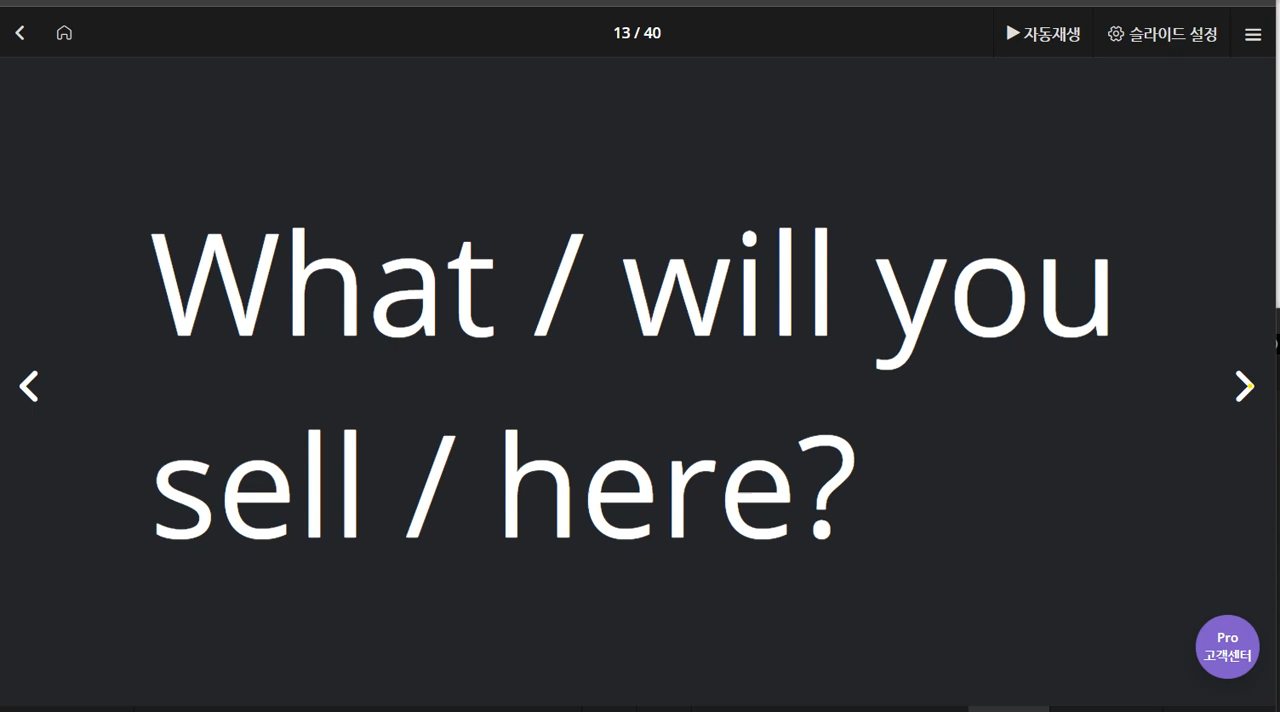 13 / 40
▶ 자동재생
슬라이드 설정
What / will you
sell / here?
Pro
고객센터